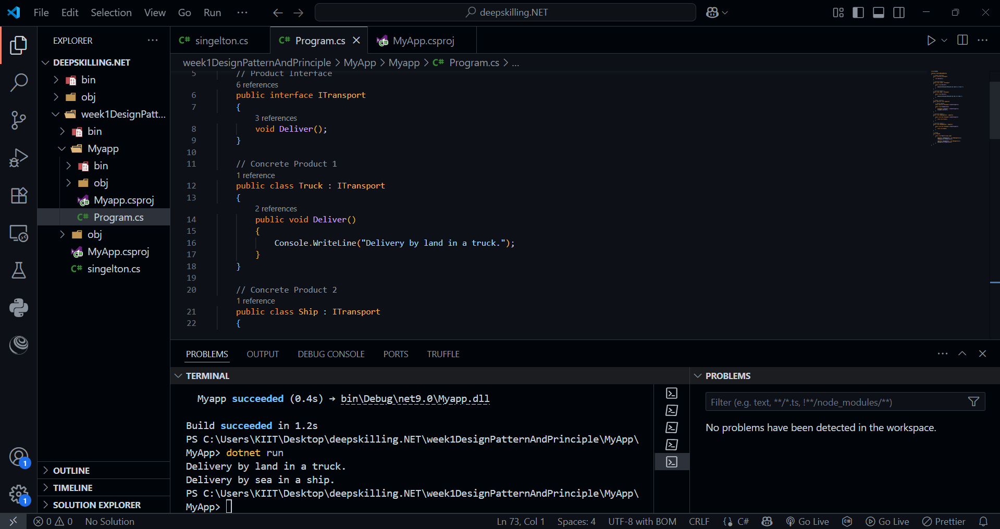 File Edit Selection View Go Run ··· deepskilling.NET
EXPLORER ···
DEEPSKILLING.NET
bin
obj
week1DesignPatt...
bin
Myapp
bin
obj
Myapp.csproj
Program.cs
obj
MyApp.csproj
singelton.cs
OUTLINE
TIMELINE
SOLUTION EXPLORER
1
1
C# singelton.cs C# Program.cs MyApp.csproj
week1DesignPatternAndPrinciple > MyApp > Myapp > C# Program.cs > ...
5 // Product Interface
6 references
6 public interface ITransport
7 {
3 references
8 void Deliver();
9 }
10
11 // Concrete Product 1
1 reference
12 public class Truck : ITransport
13 {
2 references
14 public void Deliver()
15 {
16 Console.WriteLine("Delivery by land in a truck.");
17 }
18 }
19
20 // Concrete Product 2
1 reference
21 public class Ship : ITransport
22 {
PROBLEMS OUTPUT DEBUG CONSOLE PORTS TRUFFLE
TERMINAL
Myapp succeeded (0.4s) → bin\Debug\net9.0\Myapp.dll
Build succeeded in 1.2s
PS C:\Users\KIIT\Desktop\deepskilling.NET\week1DesignPatternAndPrinciple\MyApp\
MyApp> dotnet run
Delivery by land in a truck.
Delivery by sea in a ship.
PS C:\Users\KIIT\Desktop\deepskilling.NET\week1DesignPatternAndPrinciple\MyApp\
MyApp>
PROBLEMS
Filter (e.g. text, **/*.ts, !**/node_modules/**)
No problems have been detected in the workspace.
0 0 No Solution Ln 73, Col 1 Spaces: 4 UTF-8 with BOM CRLF C# Go Live Go Live Prettier